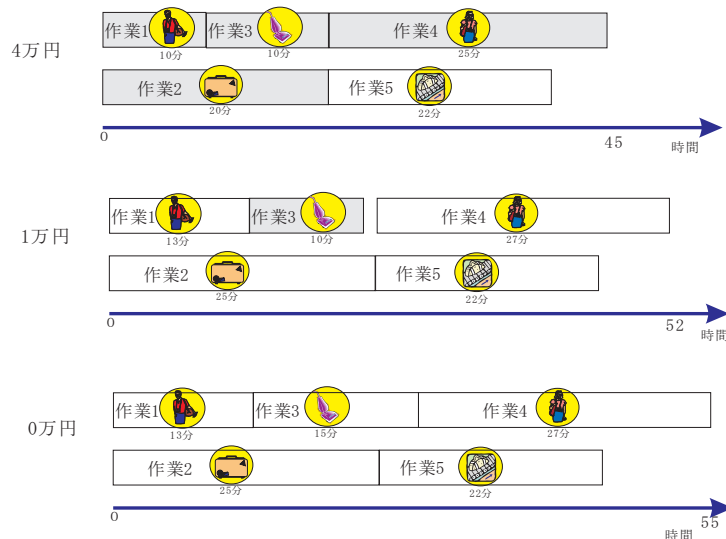 4万円
作業1 作業3 作業4
10分 10分 25分
作業2 作業5
20分 22分
0 45 時間
1万円
作業1 作業3 作業4
13分 10分 27分
作業2 作業5
25分 22分
0 52 時間
0万円
作業1 作業3 作業4
13分 15分 27分
作業2 作業5
25分 22分
0 55
時間